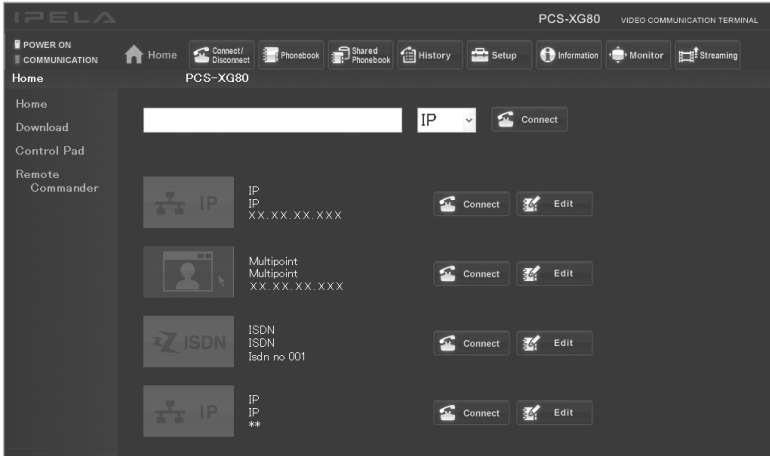 IPELA
PCS-XG80 VIDEO COMMUNICATION TERMINAL
POWER ON
COMMUNICATION
Home
Connect/
Disconnect
Phonebook
Shared
Phonebook
History
Setup
Information
Monitor
Streaming
Home
PCS-XG80
Home
Download
Control Pad
Remote
Commander
IP
Connect
IP
IP
IP
XX.XX.XX.XXX
Connect
Edit
Multipoint
Multipoint
XX.XX.XX.XXX
Connect
Edit
ISDN
ISDN
ISDN
Isdn no 001
Connect
Edit
IP
IP
IP
**
Connect
Edit